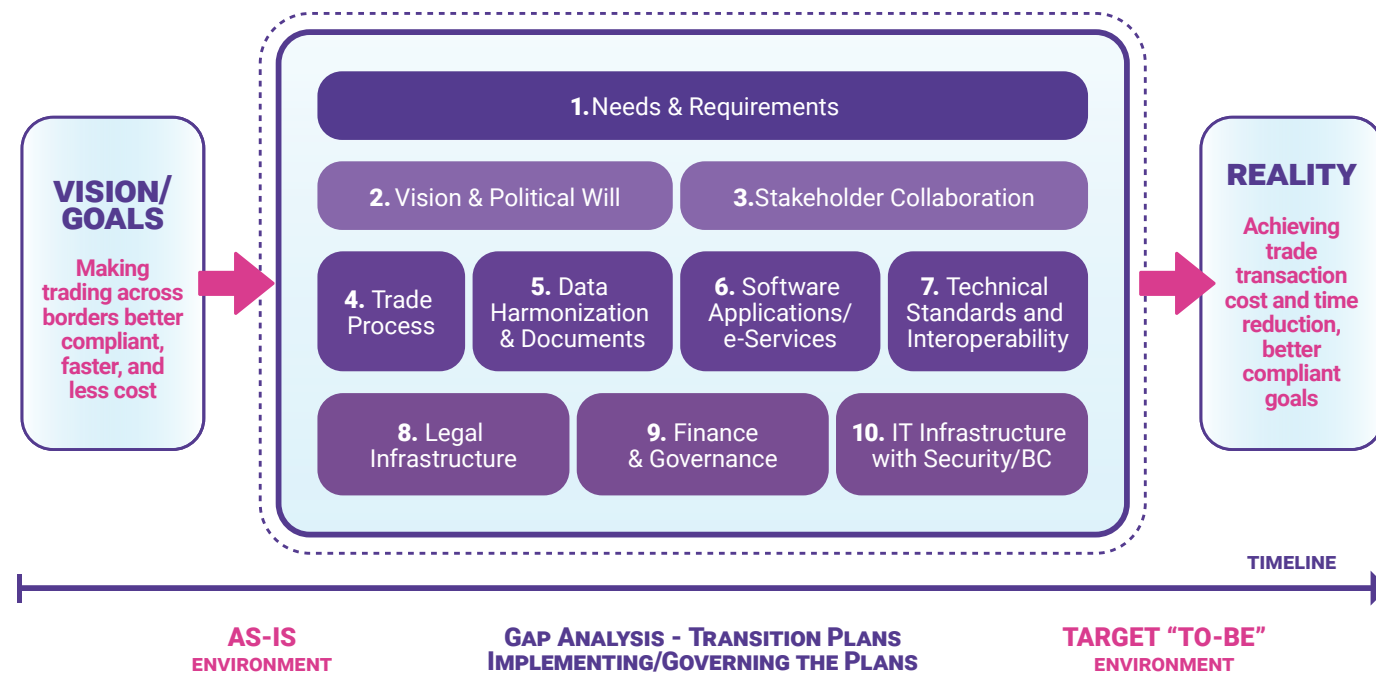 1.Needs & Requirements
VISION/
GOALS
Making
trading across
borders better
compliant,
faster, and
less cost
2. Vision & Political Will
3.Stakeholder Collaboration
4. Trade
Process
5. Data
Harmonization
& Documents
6. Software
Applications/
e-Services
7. Technical
Standards and
Interoperability
8. Legal
Infrastructure
9. Finance
& Governance
10. IT Infrastructure
with Security/BC
REALITY
Achieving
trade
transaction
cost and time
reduction,
better
compliant
goals
TIMELINE
AS-IS
ENVIRONMENT
GAP ANALYSIS - TRANSITION PLANS
IMPLEMENTING/GOVERNING THE PLANS
TARGET “TO-BE”
ENVIRONMENT